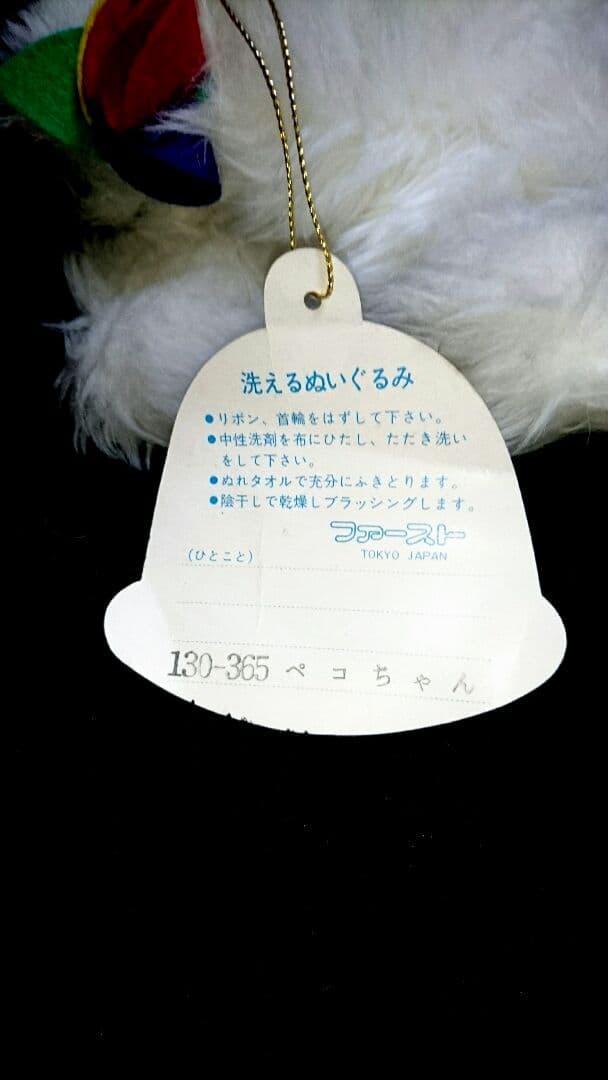 洗えるぬいぐるみ
●リボン、首輪をはずして下さい。
●中性洗剤を布にひたし、たたき洗い
をして下さい。
●ぬれタオルで充分にふきとります。
●陰干しで乾燥しブラッシングします。
ファースト
TOKYO JAPAN
(ひとこと)
130-365 ペコちゃん